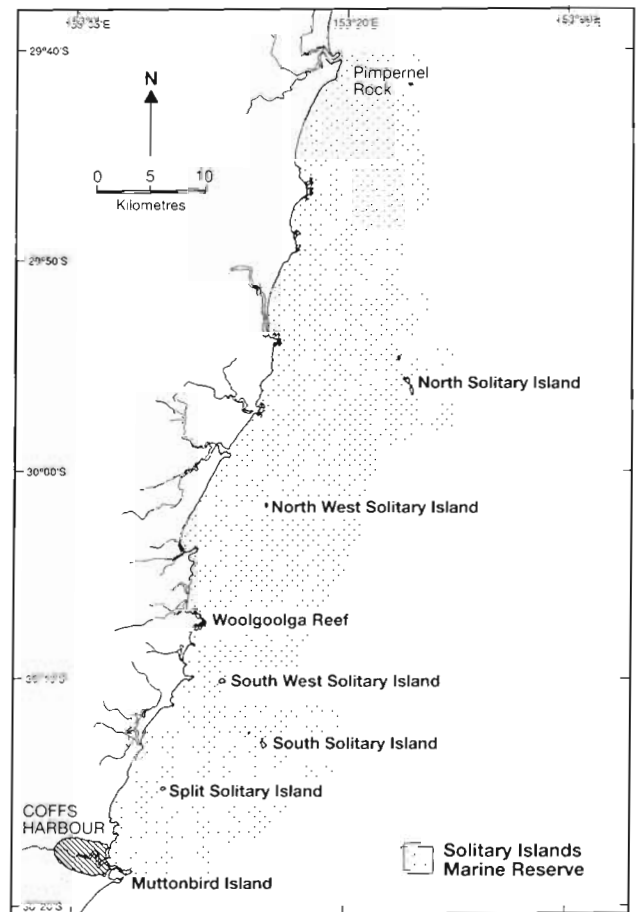 153°20'E
29°40'S
Pimpernel
Rock
N
0 5 10
Kilometres
29°50'S
North Solitary Island
30°00'S
North West Solitary Island
Woolgoolga Reef
South West Solitary Island
South Solitary Island
Split Solitary Island
COFFS
HARBOUR
Muttonbird Island
Solitary Islands
Marine Reserve
30°20'S